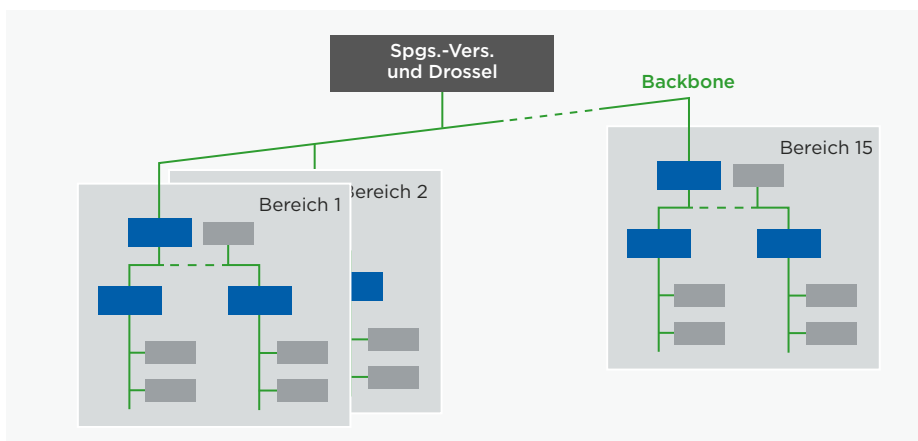 Spgs.-Vers.
und Drossel
Backbone
Bereich 15
Bereich 2
Bereich 1